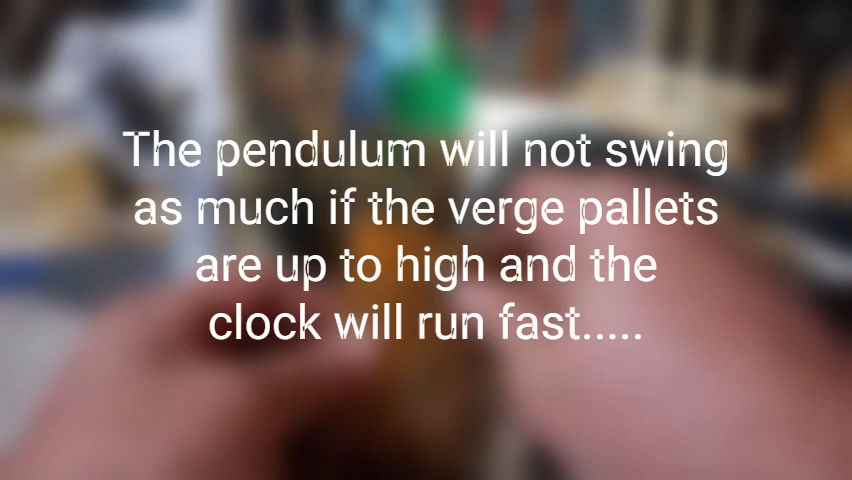 The pendulum will not swing
as much if the verge pallets
are up to high and the
clock will run fast.....